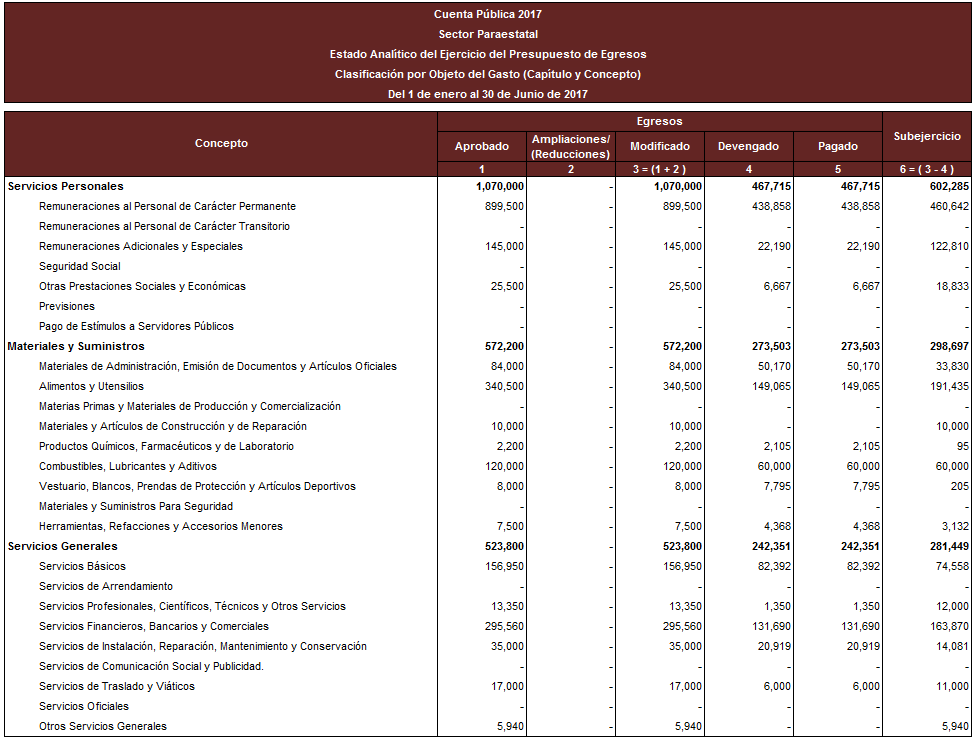 Cuenta Pública 2017
Sector Paraestatal
Estado Analítico del Ejercicio del Presupuesto de Egresos
Clasificación por Objeto del Gasto (Capítulo y Concepto)
Del 1 de enero al 30 de Junio de 2017
Egresos
Concepto Aprobado Ampliaciones/ (Reducciones) Modificado Devengado Pagado Subejercicio
1 2 3 = (1 + 2 ) 4 5 6 = ( 3 - 4 )
Servicios Personales 1,070,000 - 1,070,000 467,715 467,715 602,285
Remuneraciones al Personal de Carácter Permanente 899,500 - 899,500 438,858 438,858 460,642
Remuneraciones al Personal de Carácter Transitorio - - - - - -
Remuneraciones Adicionales y Especiales 145,000 - 145,000 22,190 22,190 122,810
Seguridad Social - - - - - -
Otras Prestaciones Sociales y Económicas 25,500 - 25,500 6,667 6,667 18,833
Previsiones - - - - - -
Pago de Estímulos a Servidores Públicos - - - - - -
Materiales y Suministros 572,200 - 572,200 273,503 273,503 298,697
Materiales de Administración, Emisión de Documentos y Artículos Oficiales 84,000 - 84,000 50,170 50,170 33,830
Alimentos y Utensilios 340,500 - 340,500 149,065 149,065 191,435
Materias Primas y Materiales de Producción y Comercialización - - - - - -
Materiales y Artículos de Construcción y de Reparación 10,000 - 10,000 - - 10,000
Productos Químicos, Farmacéuticos y de Laboratorio 2,200 - 2,200 2,105 2,105 95
Combustibles, Lubricantes y Aditivos 120,000 - 120,000 60,000 60,000 60,000
Vestuario, Blancos, Prendas de Protección y Artículos Deportivos 8,000 - 8,000 7,795 7,795 205
Materiales y Suministros Para Seguridad - - - - - -
Herramientas, Refacciones y Accesorios Menores 7,500 - 7,500 4,368 4,368 3,132
Servicios Generales 523,800 - 523,800 242,351 242,351 281,449
Servicios Básicos 156,950 - 156,950 82,392 82,392 74,558
Servicios de Arrendamiento - - - - - -
Servicios Profesionales, Científicos, Técnicos y Otros Servicios 13,350 - 13,350 1,350 1,350 12,000
Servicios Financieros, Bancarios y Comerciales 295,560 - 295,560 131,690 131,690 163,870
Servicios de Instalación, Reparación, Mantenimiento y Conservación 35,000 - 35,000 20,919 20,919 14,081
Servicios de Comunicación Social y Publicidad. - - - - - -
Servicios de Traslado y Viáticos 17,000 - 17,000 6,000 6,000 11,000
Servicios Oficiales - - - - - -
Otros Servicios Generales 5,940 - 5,940 - - 5,940